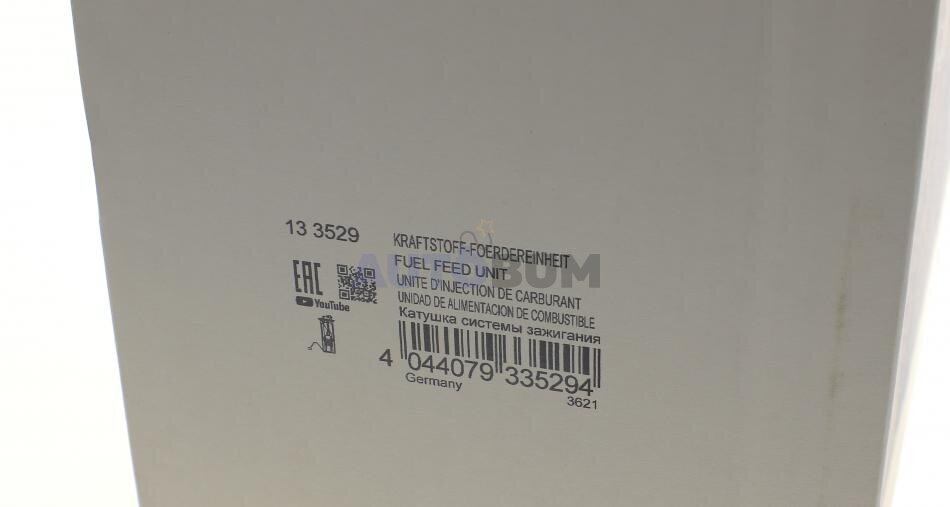 13 3529
KRAFTSTOFF-FOERDEREINHEIT
FUEL FEED UNIT
UNITE D'INJECTION DE CARBURANT
UNIDAD DE ALIMENTACION DE COMBUSTIBLE
Катушка системы зажигания
EAC
YouTube
4 044079 335294
Germany
3621
AUTOBUM